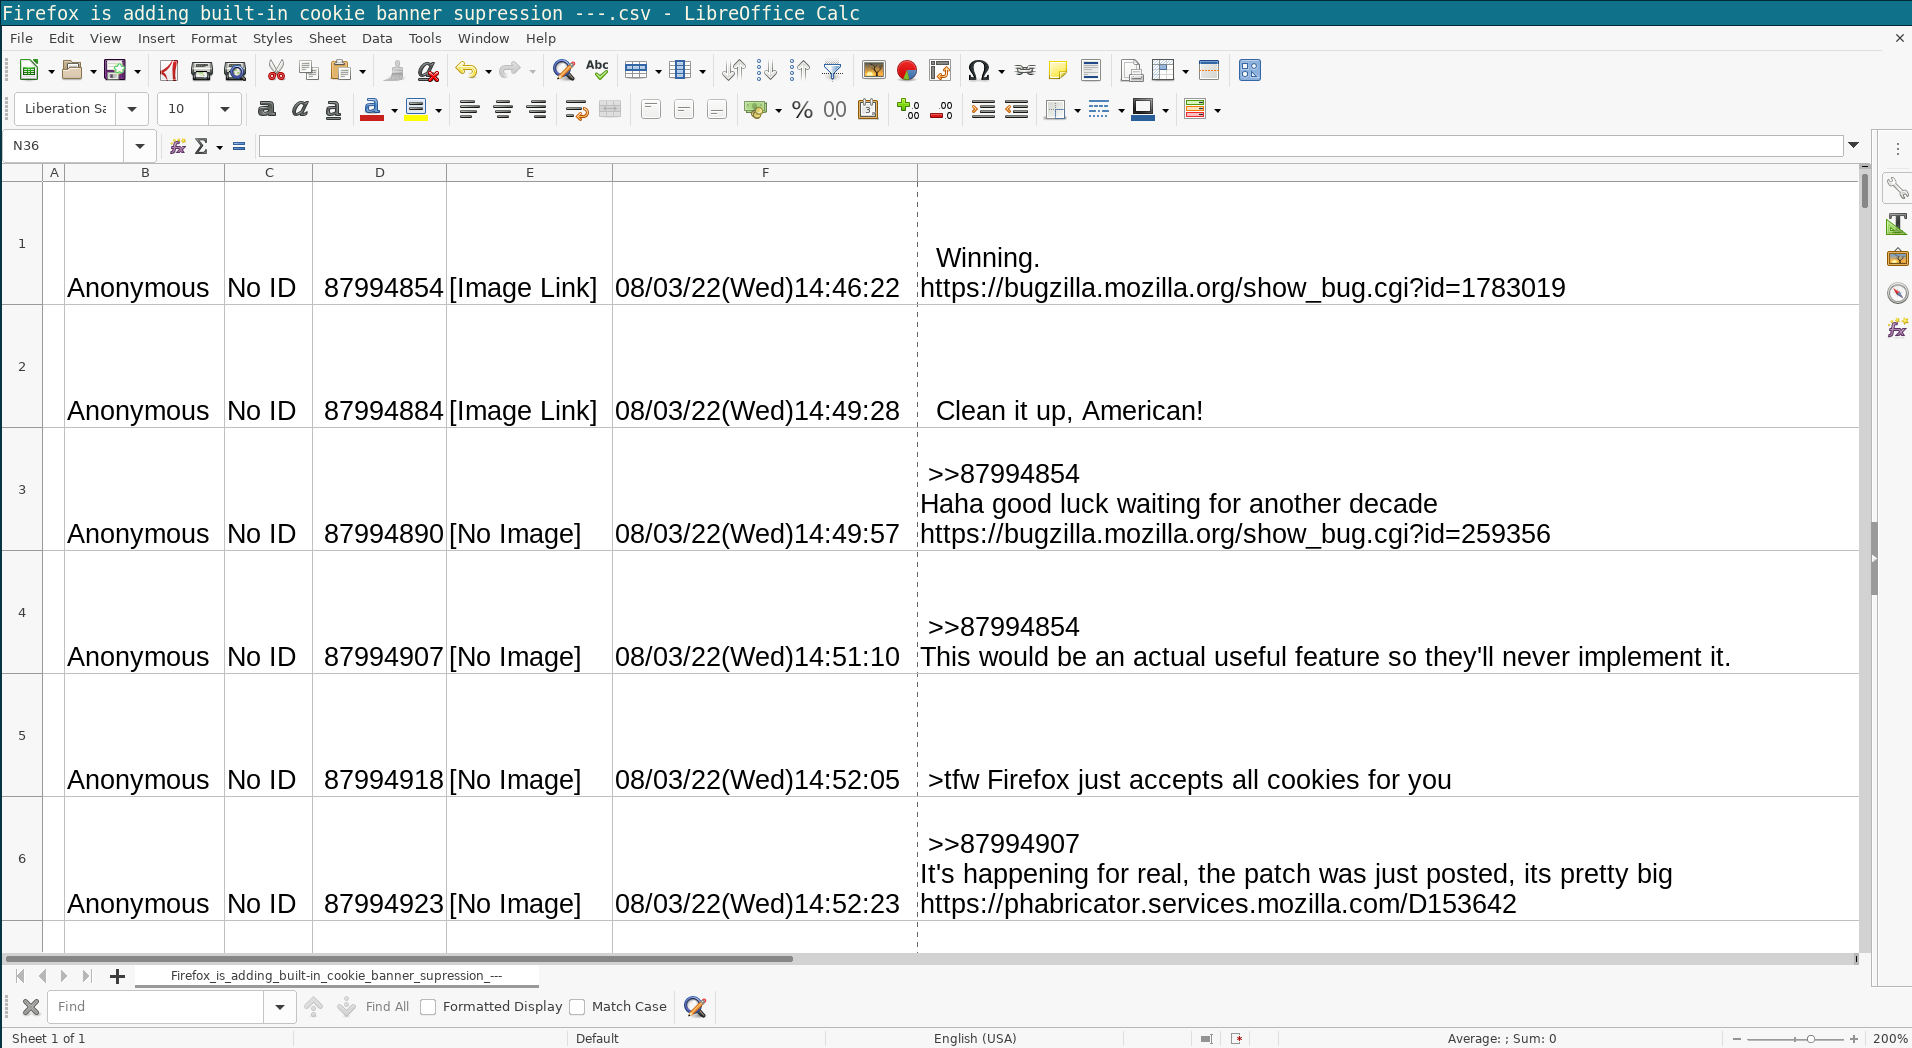 Firefox is adding built-in cookie banner supression ---.csv - LibreOffice Calc
File Edit View Insert Format Styles Sheet Data Tools Window Help
Liberation Sa 10
N36
A B C D E F
1 Anonymous No ID 87994854 [Image Link] 08/03/22(Wed)14:46:22 Winning.
https://bugzilla.mozilla.org/show_bug.cgi?id=1783019
2 Anonymous No ID 87994884 [Image Link] 08/03/22(Wed)14:49:28 Clean it up, American!
3 Anonymous No ID 87994890 [No Image] 08/03/22(Wed)14:49:57 >>87994854
Haha good luck waiting for another decade
https://bugzilla.mozilla.org/show_bug.cgi?id=259356
4 Anonymous No ID 87994907 [No Image] 08/03/22(Wed)14:51:10 >>87994854
This would be an actual useful feature so they'll never implement it.
5 Anonymous No ID 87994918 [No Image] 08/03/22(Wed)14:52:05 >tfw Firefox just accepts all cookies for you
6 Anonymous No ID 87994923 [No Image] 08/03/22(Wed)14:52:23 >>87994907
It's happening for real, the patch was just posted, its pretty big
https://phabricator.services.mozilla.com/D153642
Firefox_is_adding_built-in_cookie_banner_supression_---
Find Find All Formatted Display Match Case
Sheet 1 of 1 Default English (USA) Average: ; Sum: 0 200%